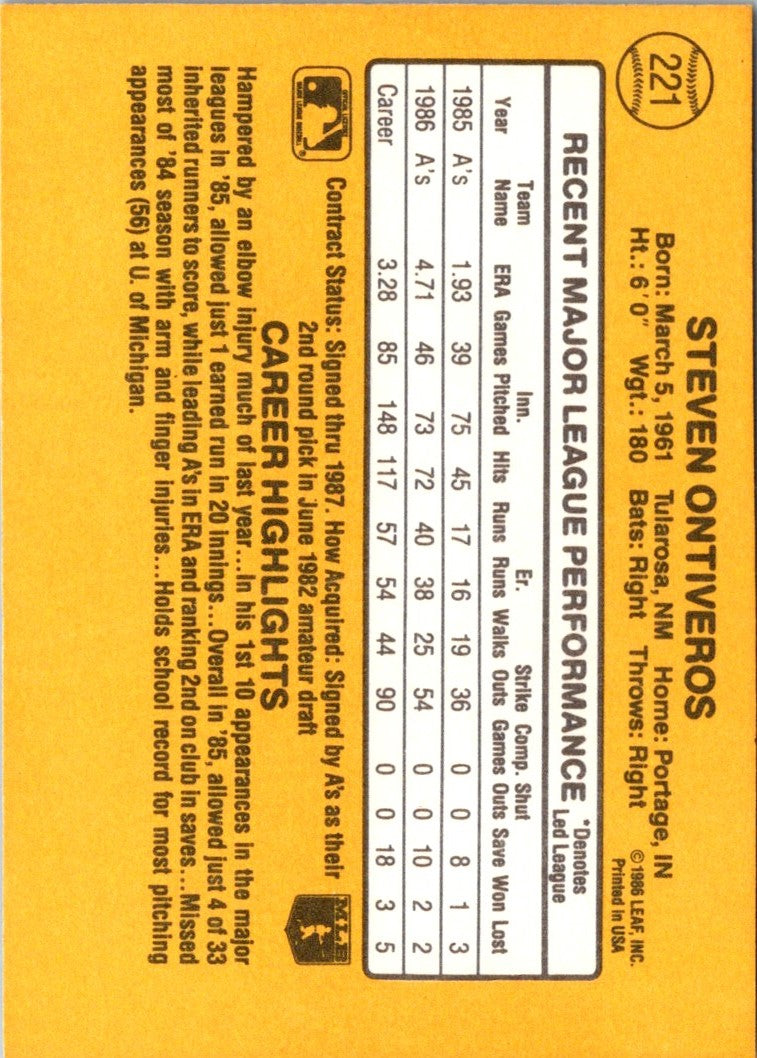 221
STEVEN ONTIVEROS
Born: March 5, 1961 Tularosa, NM Home: Portage, IN
Ht.: 6'0" Wgt.: 180 Bats: Right Throws: Right
©1986 LEAF, INC.
Printed in USA
RECENT MAJOR LEAGUE PERFORMANCE
*Denotes
Led League
Team Inn. Er. Strike Comp. Shut
Year Name ERA Games Pitched Hits Runs Runs Walks Outs Games Outs Save Won Lost
1985 A's 1.93 39 75 45 17 16 19 36 0 0 8 1 3
1986 A's 4.71 46 73 72 40 38 25 54 0 0 10 2 2
Career 3.28 85 148 117 57 54 44 90 0 0 18 3 5
Contract Status: Signed thru 1987. How Acquired: Signed by A's as their
2nd round pick in June 1982 amateur draft
MLB
CAREER HIGHLIGHTS
Hampered by an elbow injury much of last year...In his 1st 10 appearances in the major
leagues in '85, allowed just 1 earned run in 20 innings...Overall in '85, allowed just 4 of 33
inherited runners to score, while leading A's in ERA and ranking 2nd on club in saves...Missed
most of '84 season with arm and finger injuries...Holds school record for most pitching
appearances (56) at U. of Michigan.